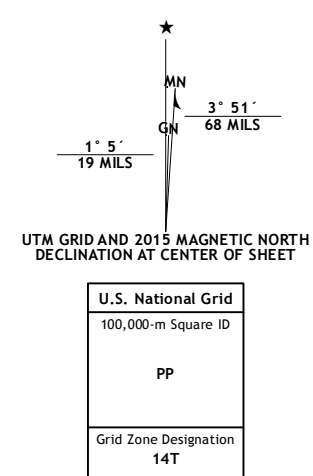 ★
MN
3° 51´
68 MILS
GN
1° 5´
19 MILS
UTM GRID AND 2015 MAGNETIC NORTH
DECLINATION AT CENTER OF SHEET
U.S. National Grid
100,000-m Square ID
PP
Grid Zone Designation
14T